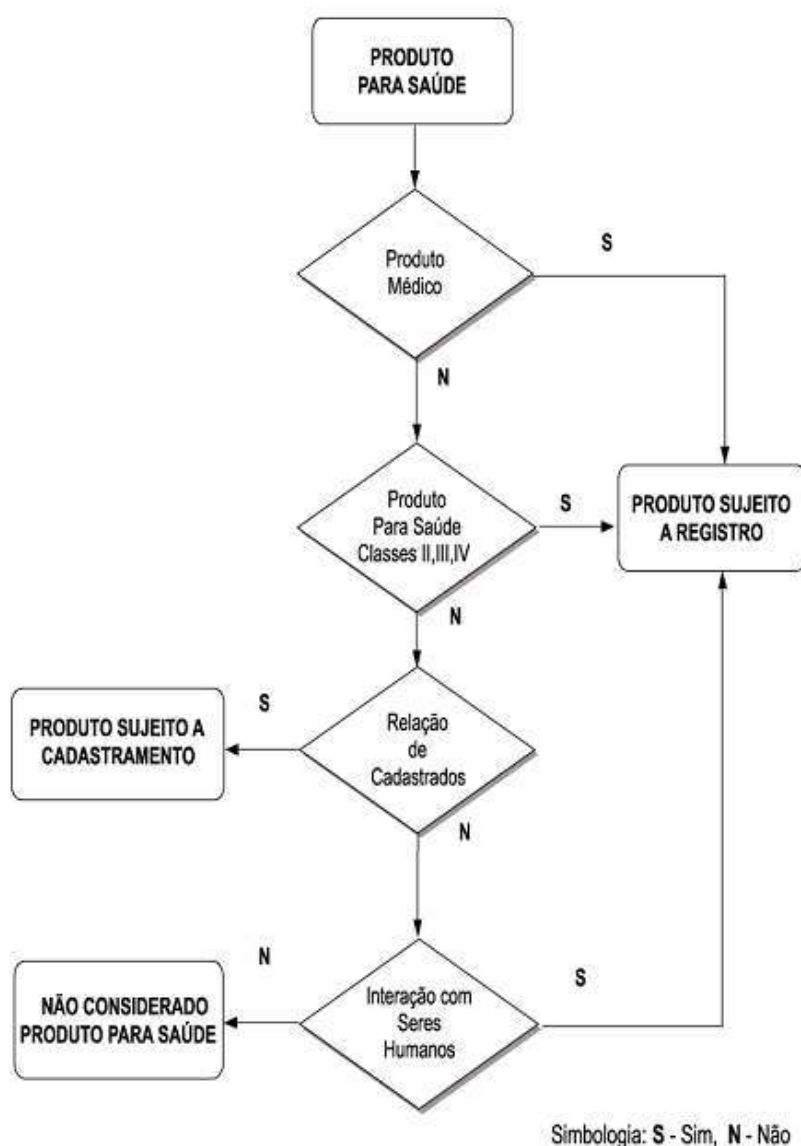 PRODUTO
PARA SAÚDE
Produto
Médico
S
N
Produto
Para Saúde
Classes II,III,IV
S
PRODUTO SUJEITO
A REGISTRO
N
Relação
de
Cadastrados
S
PRODUTO SUJEITO A
CADASTRAMENTO
N
Interação com
Seres
Humanos
N
NÃO CONSIDERADO
PRODUTO PARA SAÚDE
S
Simbologia: S - Sim, N - Não